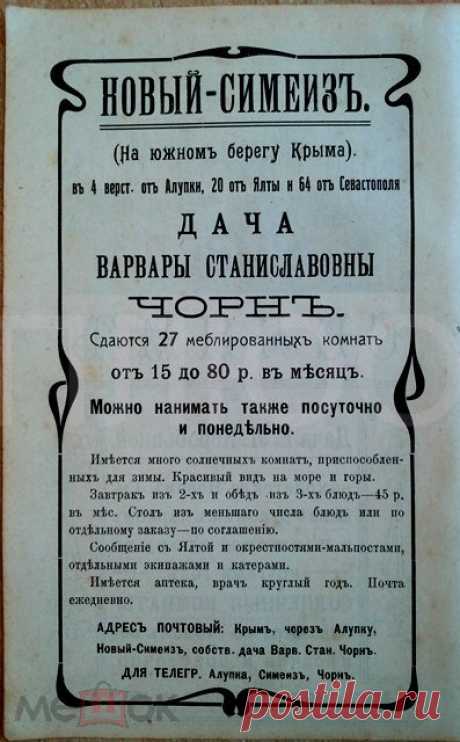 НОВЫЙ-СИМЕИЗЪ.
(На южномъ берегу Крыма).
въ 4 верст. отъ Алупки, 20 отъ Ялты и 64 отъ Севастополя
ДАЧА
ВАРВАРЫ СТАНИСЛАВОВНЫ
ЧОРНЪ.
Сдаются 27 меблированныхъ комнатъ
отъ 15 до 80 р. въ мѣсяцъ.
Можно нанимать также посуточно
и понедѣльно.
Имѣется много солнечныхъ комнатъ, приспособлен-
ныхъ для зимы. Красивый видъ на море и горы.
Завтракъ изъ 2-хъ и обѣдъ изъ 3-хъ блюдъ—45 р.
въ мѣс. Столъ изъ меньшаго числа блюдъ или по
отдѣльному заказу—по соглашенію.
Сообщеніе съ Ялтой и окрестностями-мальпостами,
отдѣльными экипажами и катерами.
Имѣется аптека, врачъ круглый годъ. Почта
ежедневно.
АДРЕСЪ ПОЧТОВЫЙ: Крымъ, черезъ Алупку,
Новый-Симеизъ, собств. дача Варв. Стан. Чорнъ.
ДЛЯ ТЕЛЕГР. Алупка, Симеизъ, Чорнъ.
мешок
postila.ru